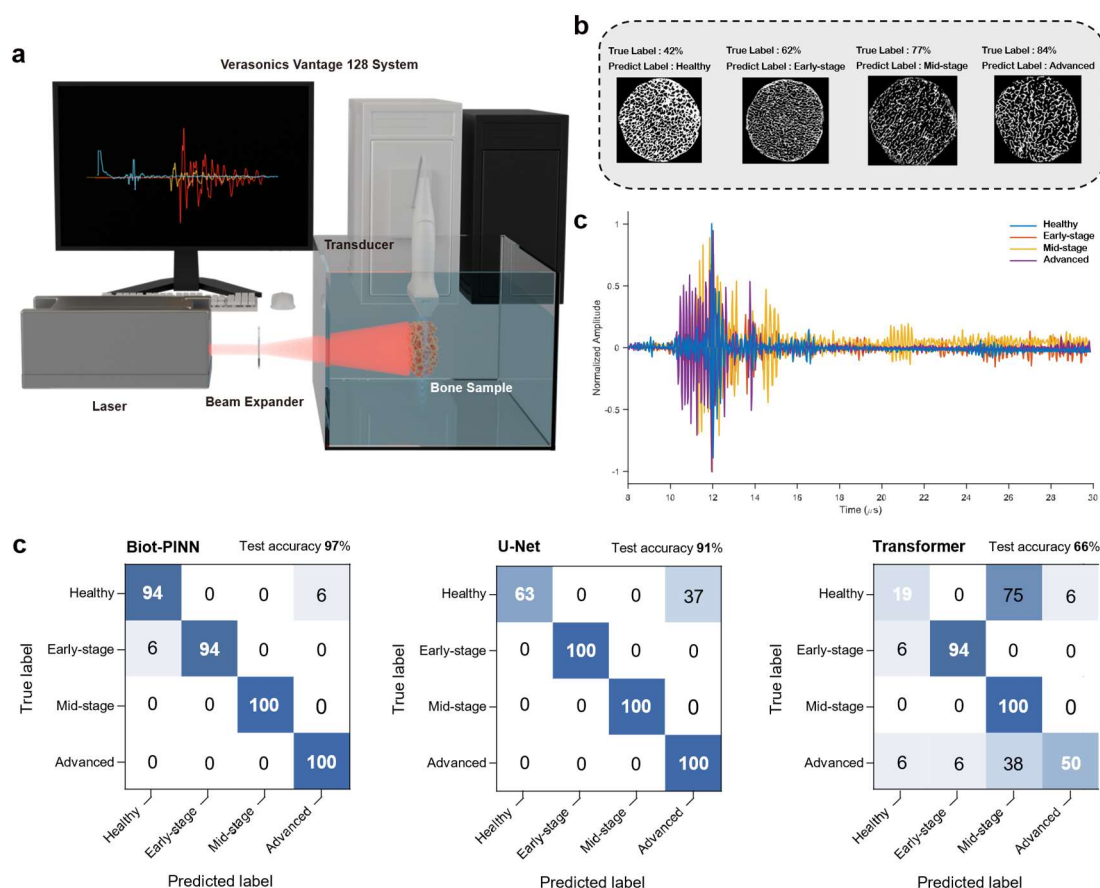 a
Verasonics Vantage 128 System
Transducer
Bone Sample
Laser
Beam Expander
b
True Label : 42%
Predict Label : Healthy
True Label : 62%
Predict Label : Early-stage
True Label : 77%
Predict Label : Mid-stage
True Label : 84%
Predict Label : Advanced
c
Healthy
Early-stage
Mid-stage
Advanced
Normalized Amplitude
1
0.5
0
-0.5
-1
8 10 12 14 16 18 20 22 24 26 28 30
Time (μs)
c
Biot-PINN Test accuracy 97%
True label
Healthy 94 0 0 6
Early-stage 6 94 0 0
Mid-stage 0 0 100 0
Advanced 0 0 0 100
Healthy Early-stage Mid-stage Advanced
Predicted label
U-Net Test accuracy 91%
True label
Healthy 63 0 0 37
Early-stage 0 100 0 0
Mid-stage 0 0 100 0
Advanced 0 0 0 100
Healthy Early-stage Mid-stage Advanced
Predicted label
Transformer Test accuracy 66%
True label
Healthy 19 0 75 6
Early-stage 6 94 0 0
Mid-stage 0 0 100 0
Advanced 6 6 38 50
Healthy Early-stage Mid-stage Advanced
Predicted label